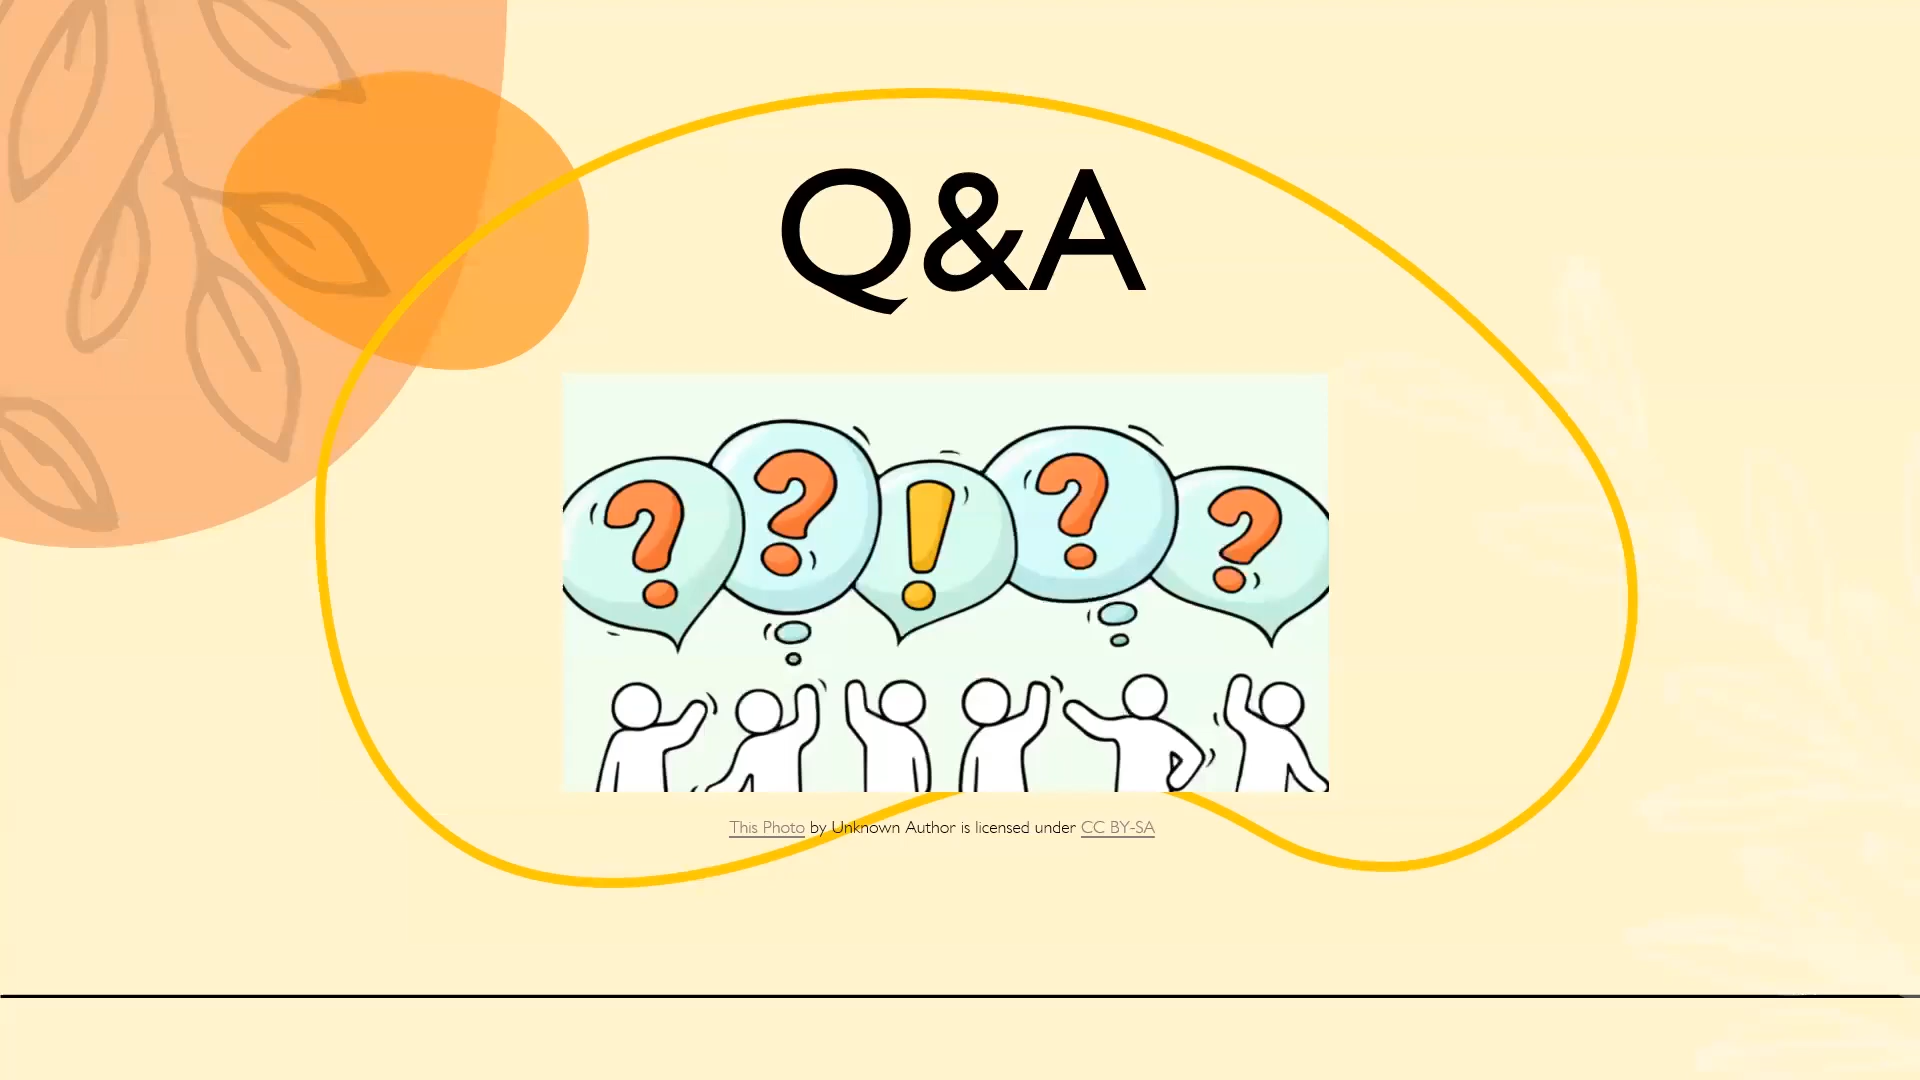 Q&A
? ? ! ? ?
This Photo by Unknown Author is licensed under CC BY-SA